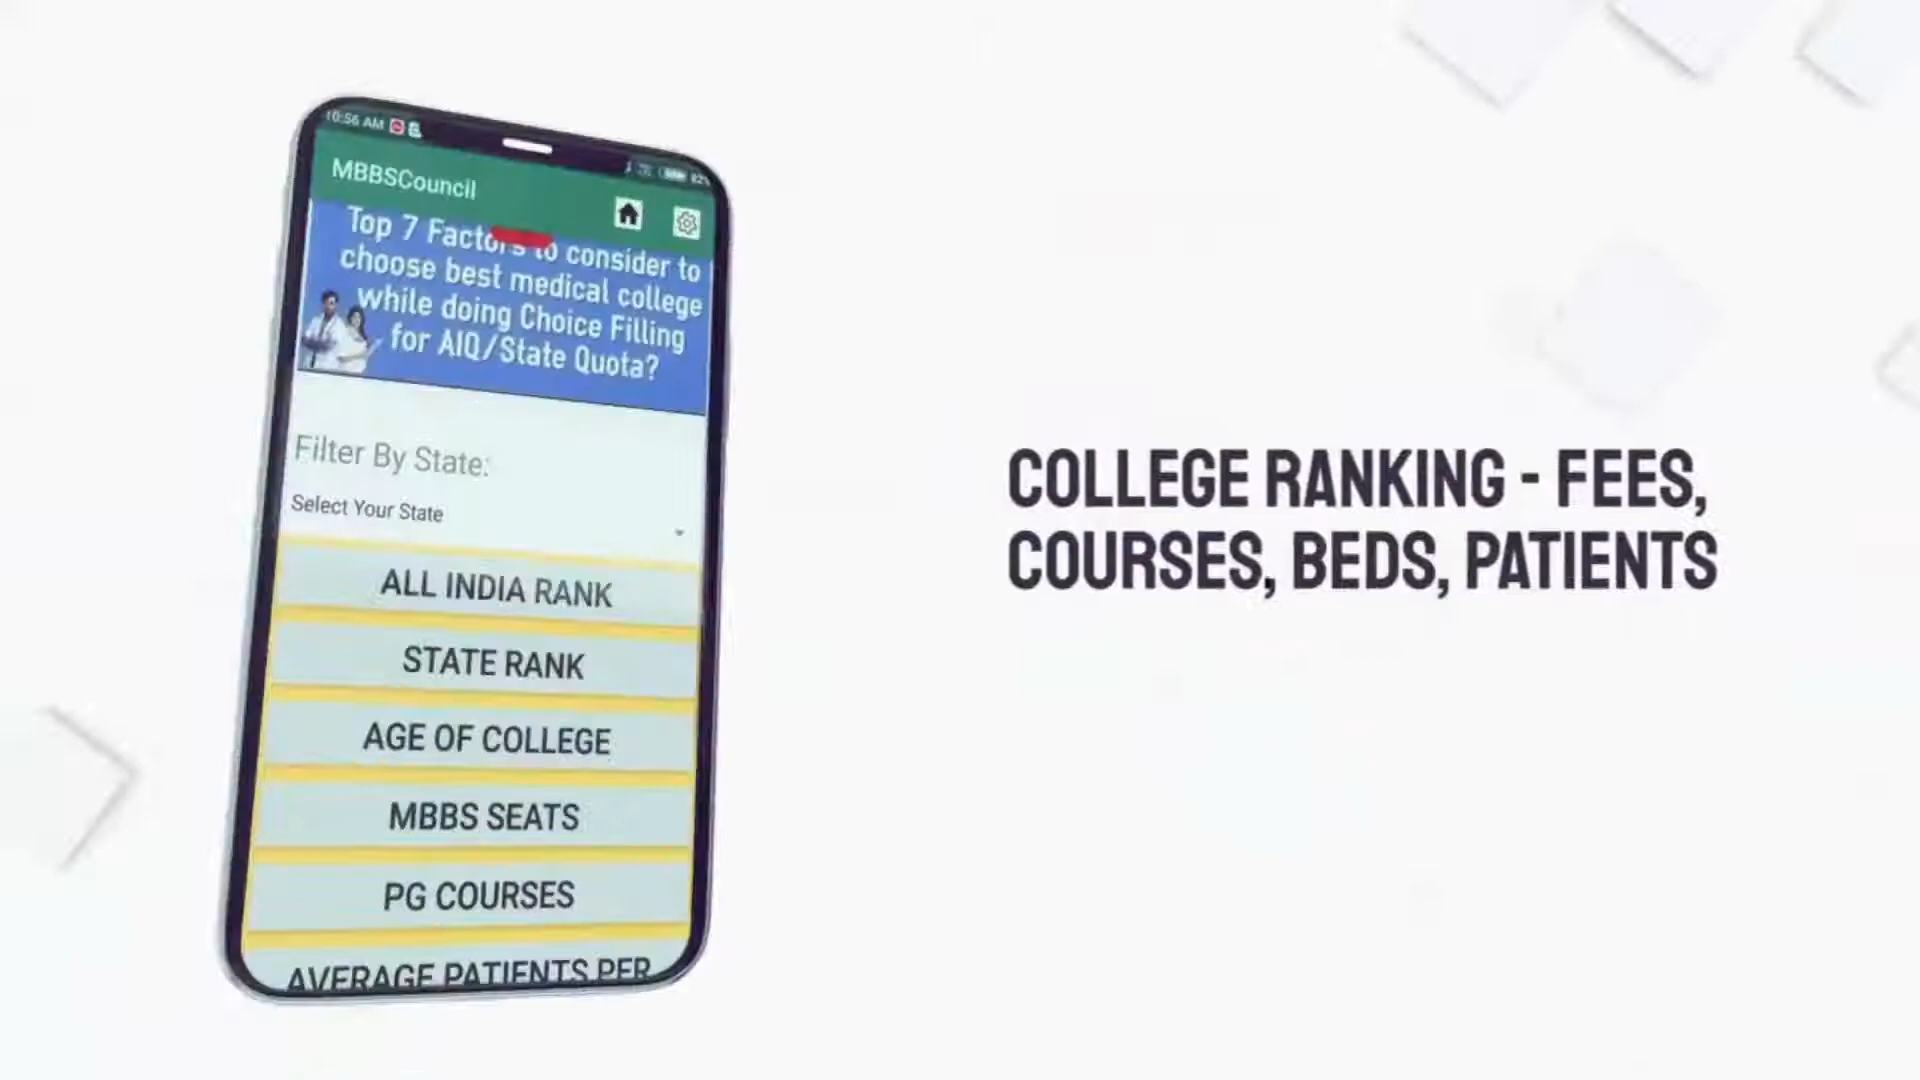 10:56 AM
82%
MBBSCouncil
Top 7 Factors to consider to
choose best medical college
while doing Choice Filling
for AIQ/State Quota?
Filter By State:
Select Your State
ALL INDIA RANK
STATE RANK
AGE OF COLLEGE
MBBS SEATS
PG COURSES
AVERAGE PATIENTS PER
COLLEGE RANKING - FEES,
COURSES, BEDS, PATIENTS